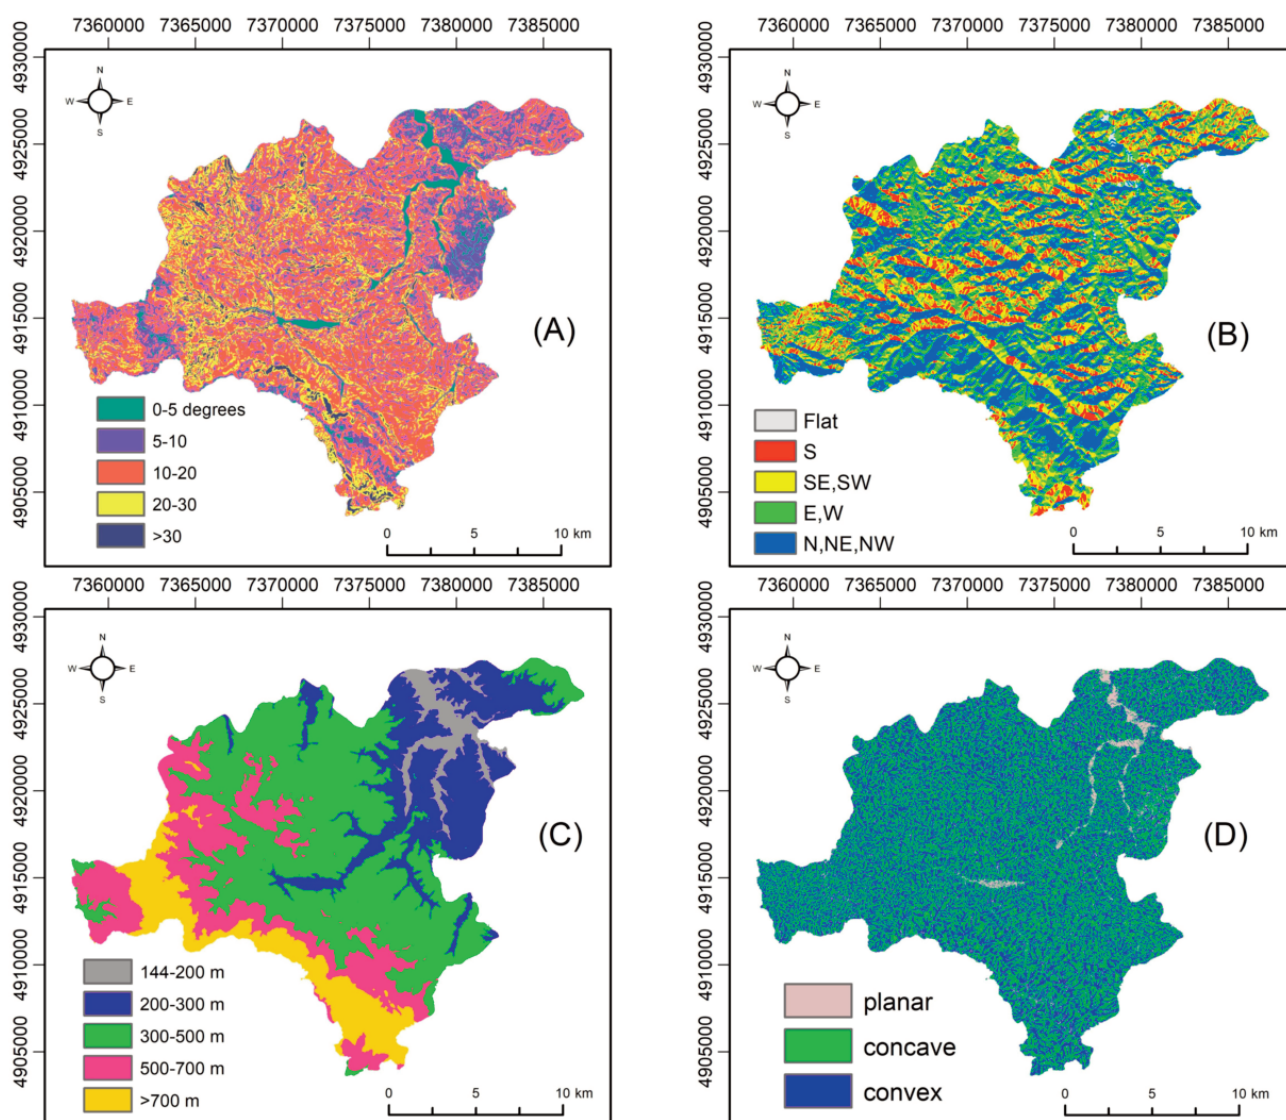 7360000 7365000 7370000 7375000 7380000 7385000
4930000
4925000
4920000
4915000
4910000
4905000
N
W E
S
(A)
0-5 degrees
5-10
10-20
20-30
>30
0 5 10 km
7360000 7365000 7370000 7375000 7380000 7385000
4930000
4925000
4920000
4915000
4910000
4905000
N
W E
S
(B)
Flat
S
SE,SW
E,W
N,NE,NW
0 5 10 km
7360000 7365000 7370000 7375000 7380000 7385000
4930000
4925000
4920000
4915000
4910000
4905000
N
W E
S
(C)
144-200 m
200-300 m
300-500 m
500-700 m
>700 m
0 5 10 km
7360000 7365000 7370000 7375000 7380000 7385000
4930000
4925000
4920000
4915000
4910000
4905000
N
W E
S
(D)
planar
concave
convex
0 5 10 km